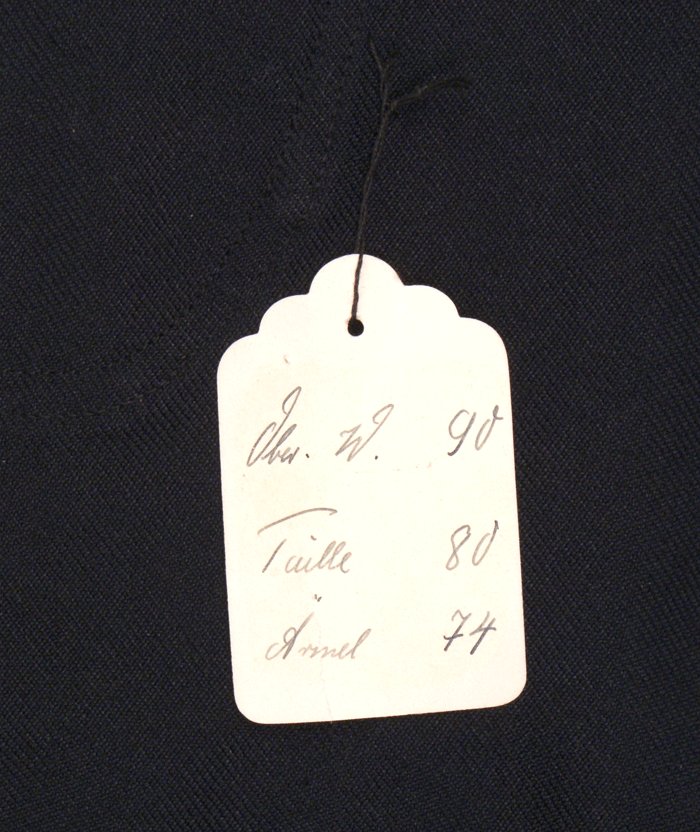 Ober. W. 90
Taille 80
Ärmel 74